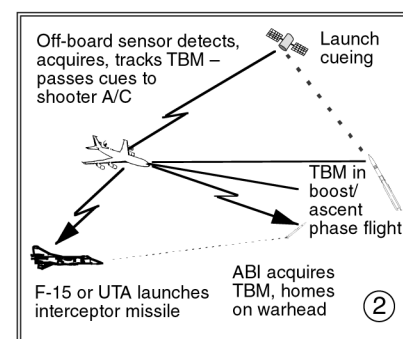 Off-board sensor detects,
acquires, tracks TBM –
passes cues to
shooter A/C
Launch
cueing
TBM in
boost/
ascent
phase flight
F-15 or UTA launches
interceptor missile
ABI acquires
TBM, homes
on warhead
2